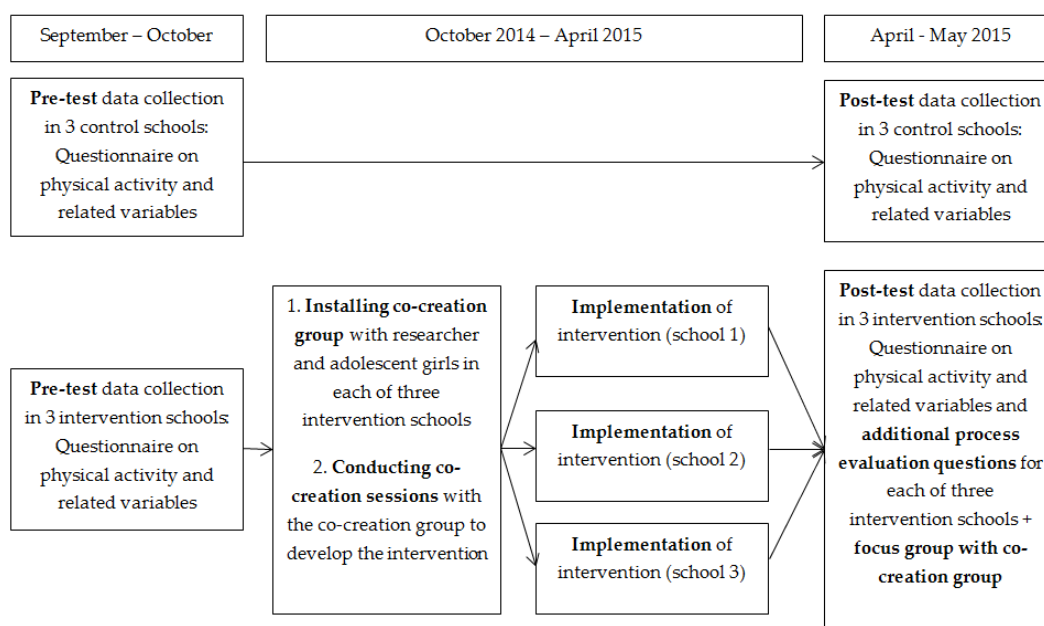 September – October
October 2014 – April 2015
April - May 2015
Pre-test data collection
in 3 control schools:
Questionnaire on
physical activity and
related variables
Post-test data collection
in 3 control schools:
Questionnaire on
physical activity and
related variables
Pre-test data collection
in 3 intervention schools:
Questionnaire on
physical activity and
related variables
1. Installing co-creation
group with researcher
and adolescent girls in
each of three
intervention schools
2. Conducting co-
creation sessions with
the co-creation group to
develop the intervention
Implementation of
intervention (school 1)
Implementation of
intervention (school 2)
Implementation of
intervention (school 3)
Post-test data collection
in 3 intervention schools:
Questionnaire on
physical activity and
related variables and
additional process
evaluation questions for
each of three
intervention schools +
focus group with co-
creation group